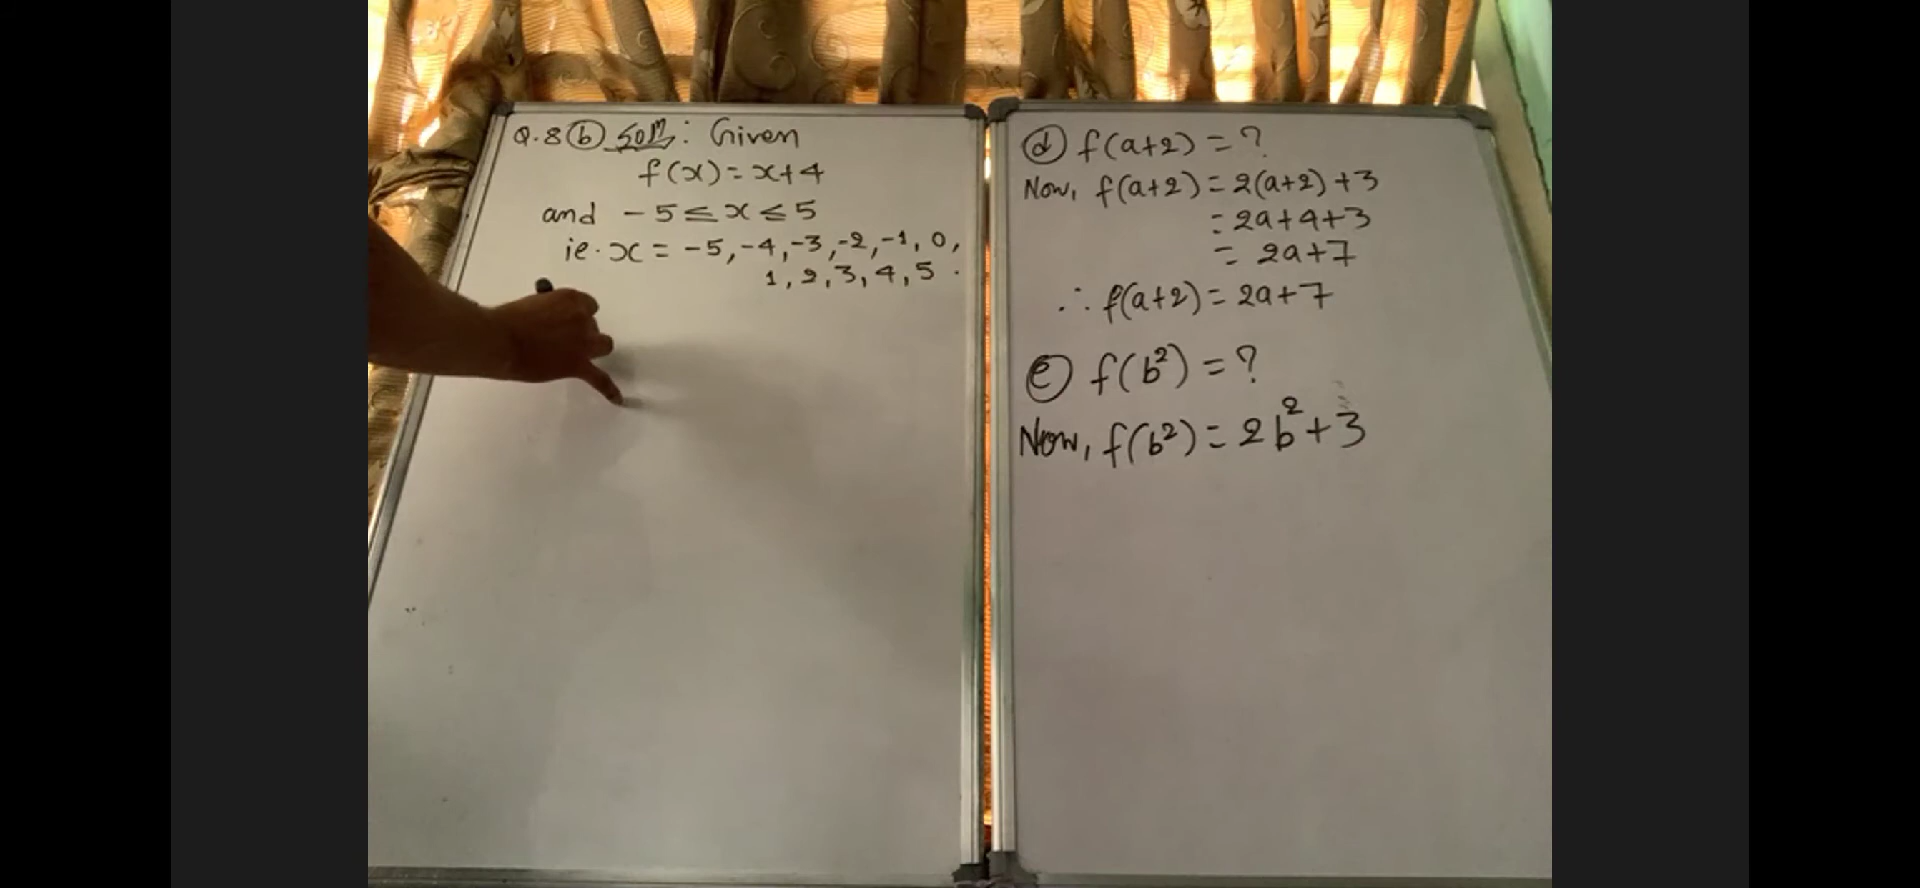 Q.8 (b) Solⁿ: Given
f(x) = x+4
and -5 ≤ x ≤ 5
ie. x = -5, -4, -3, -2, -1, 0,
1, 2, 3, 4, 5.
(d) f(a+2) = ?
Now, f(a+2) = 2(a+2)+3
= 2a+4+3
= 2a+7
∴ f(a+2) = 2a+7
(e) f(b²) = ?
Now, f(b²) = 2b²+3